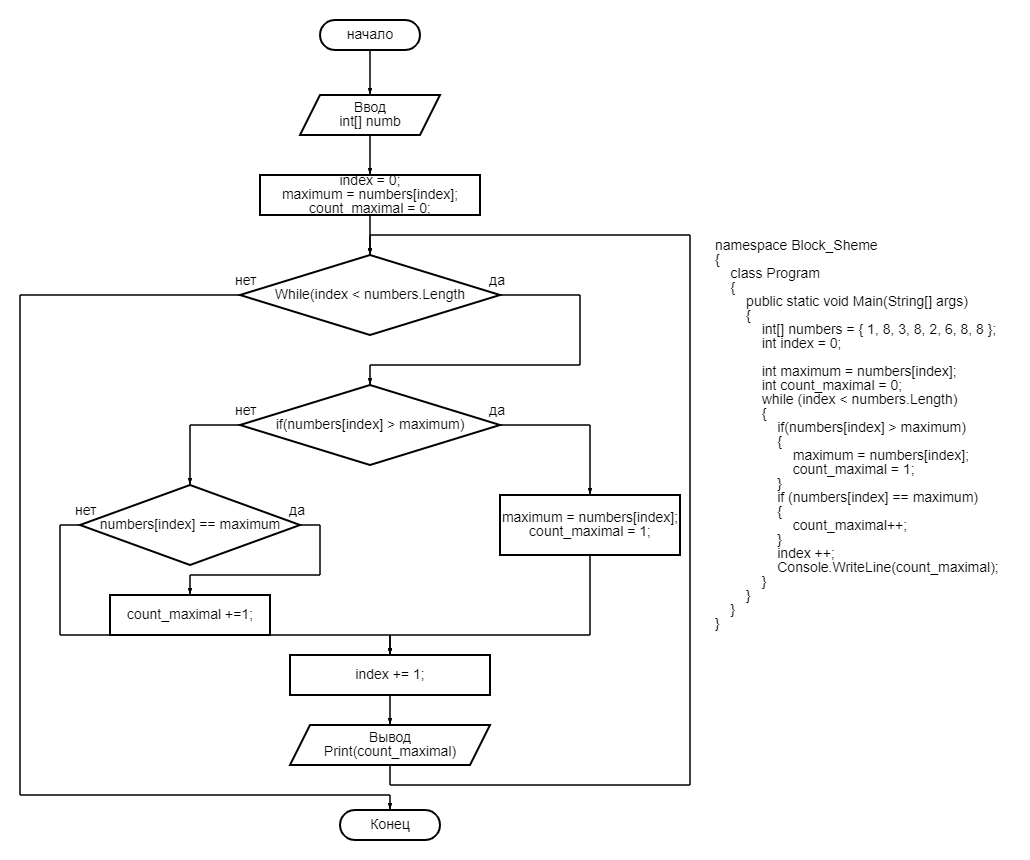 начало
Ввод
int[] numb
index = 0;
maximum = numbers[index];
count_maximal = 0;
нет
да
While(index < numbers.Length
нет
да
if(numbers[index] > maximum)
нет
да
numbers[index] == maximum
maximum = numbers[index];
count_maximal = 1;
count_maximal +=1;
index += 1;
Вывод
Print(count_maximal)
Конец
namespace Block_Sheme
{
    class Program
    {
        public static void Main(String[] args)
        {
            int[] numbers = { 1, 8, 3, 8, 2, 6, 8, 8 };
            int index = 0;
            int maximum = numbers[index];
            int count_maximal = 0;
            while (index < numbers.Length)
            {
                if(numbers[index] > maximum)
                {
                    maximum = numbers[index];
                    count_maximal = 1;
                }
                if (numbers[index] == maximum)
                {
                    count_maximal++;
                }
                index ++;
                Console.WriteLine(count_maximal);
            }
        }
    }
}